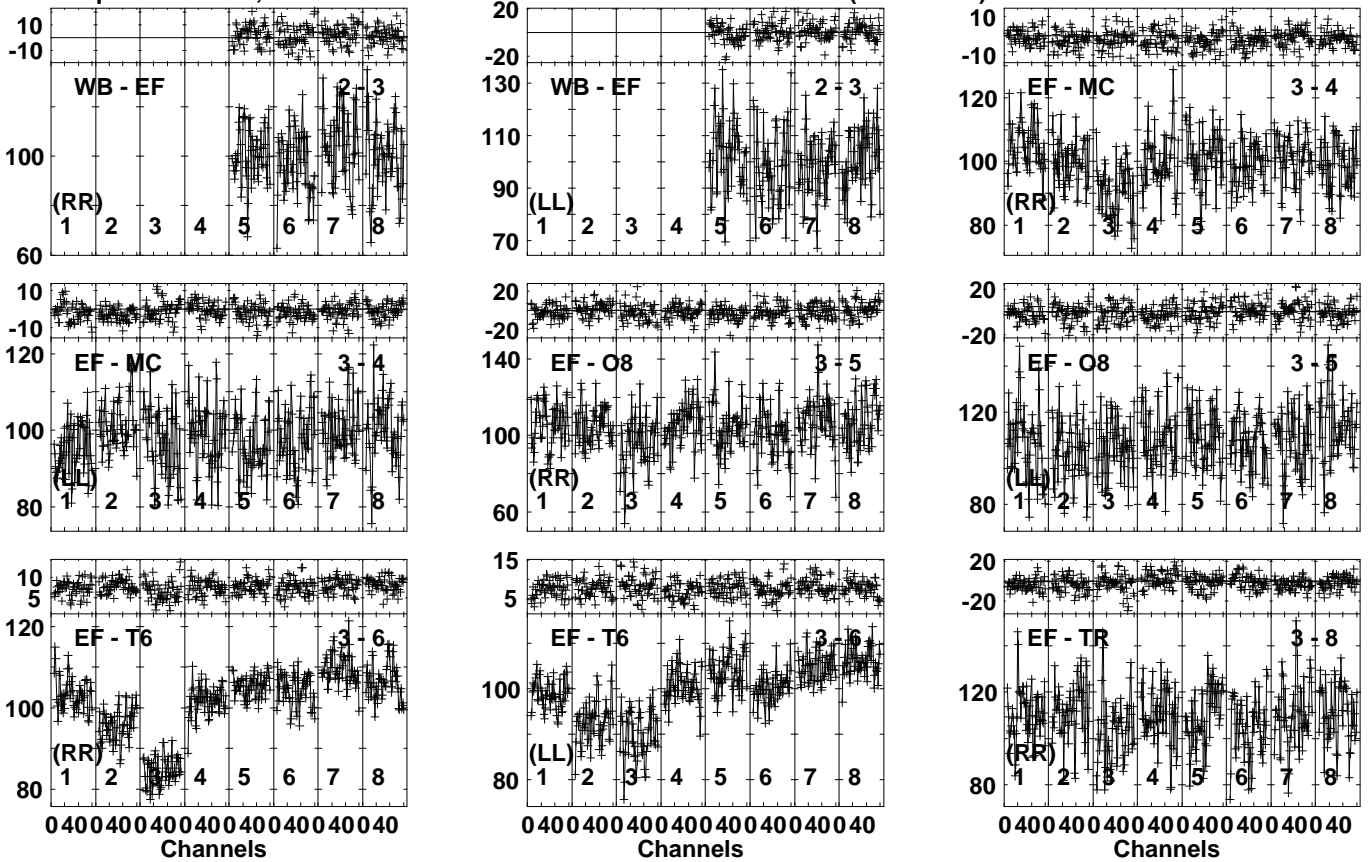 10 20 10
-10 -20 -10
WB - EF 2 - 3 WB - EF 2 - 3 EF - MC 3 - 4
130
120
110
100 100
90
(RR) (LL) (RR)
80
1 2 3 4 5 6 7 8 1 2 3 4 5 6 7 8 1 2 3 4 5 6 7 8
70
60
10 20 20
-10 -20 -20
120 EF - MC 3 - 4 140 EF - O8 3 - 5 EF - O8 3 - 5
120
100 100
(LL) (RR) (LL)
80 1 2 3 4 5 6 7 8 1 2 3 4 5 6 7 8 80 1 2 3 4 5 6 7 8
60
10 15 20
5 5 -20
120 EF - T6 3 - 6 EF - T6 3 - 6 EF - TR 3 - 8
100 100 120
(RR) (LL) (RR)
80 1 2 3 4 5 6 7 8 80 1 2 3 4 5 6 7 8 80 1 2 3 4 5 6 7 8
0 40 0 40 0 40 0 40 0 40 0 40 0 40 0 40 0 40 0 40 0 40 0 40 0 40 0 40 0 40 0 40 0 40 0 40 0 40 0 40 0 40 0 40 0 40 0 40
Channels Channels Channels